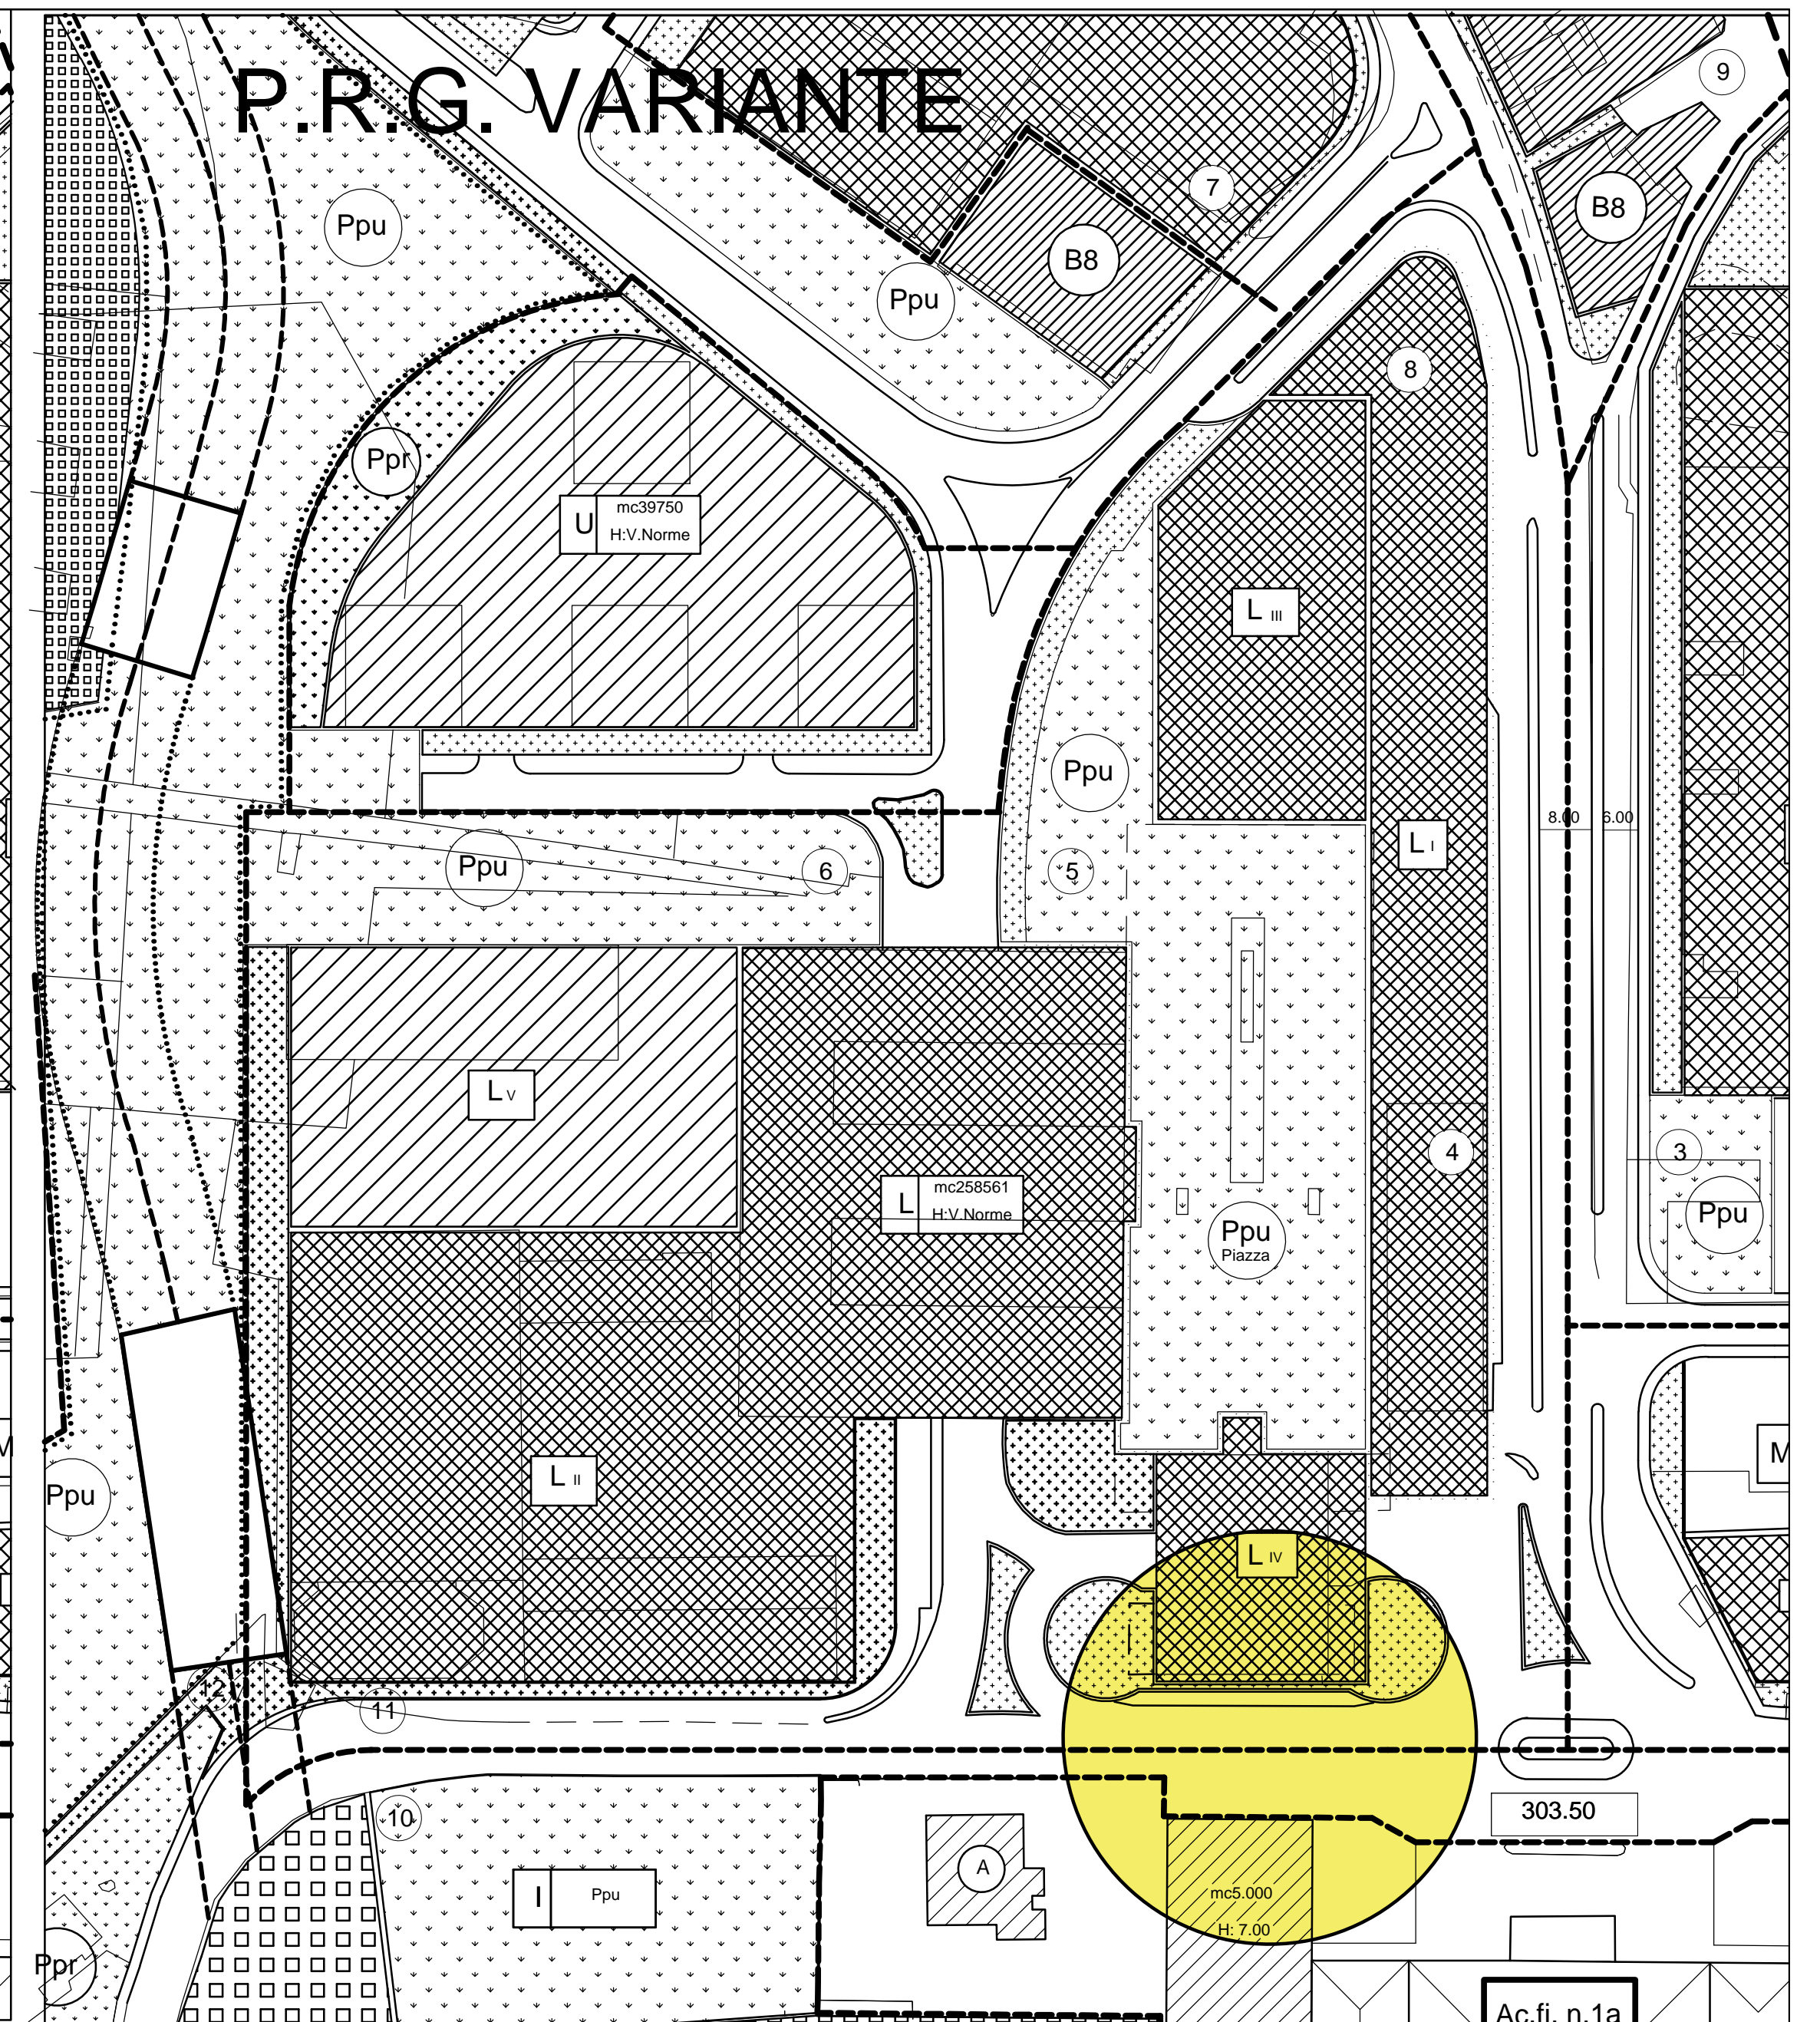 P.R.G. VARIANTE
9
Ppu
7
B8
B8
Ppu
8
Ppr
U
mc39750
H:V.Norme
L III
Ppu
8.00
6.00
L I
Ppu
6
5
L V
4
3
L
mc258561
H:V.Norme
Ppu
Ppu
Piazza
M
L II
Ppu
L IV
12
11
303.50
10
A
I
Ppu
mc5.000
H: 7.00
Ppr
Ac.fi. n.1a